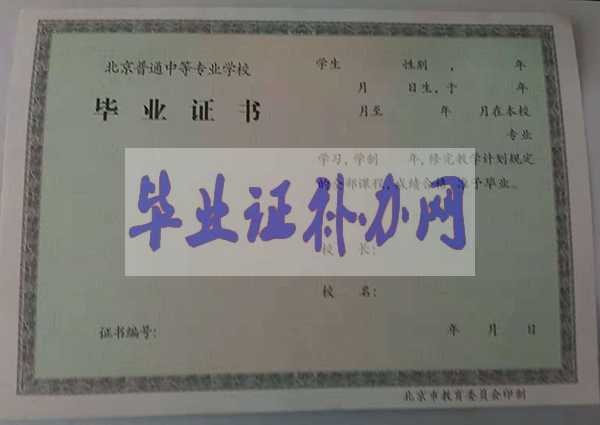 北京普通中等专业学校
毕业证书
学生 性别 , 年
月 日生,于 年
月至 年 月在本校
专业
学习,学制 年,修完教学计划规定
的全部课程,成绩合格,准予毕业。
毕业证补办网
校 长:
校 名:
证书编号: 年 月 日
北京市教育委员会印制